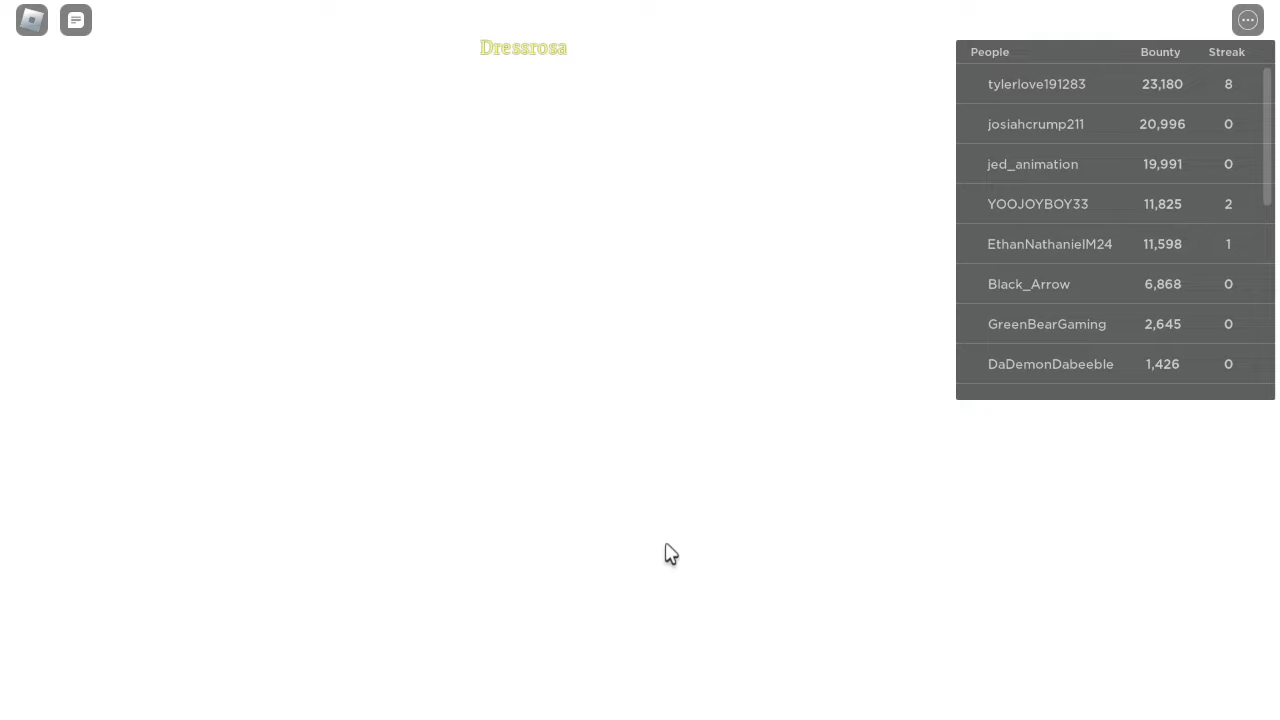 Dressrosa
People Bounty Streak
tylerlove191283 23,180 8
josiahcrump211 20,996 0
jed_animation 19,991 0
YOOJOYBOY33 11,825 2
EthanNathanielM24 11,598 1
Black_Arrow 6,868 0
GreenBearGaming 2,645 0
DaDemonDabeeble 1,426 0